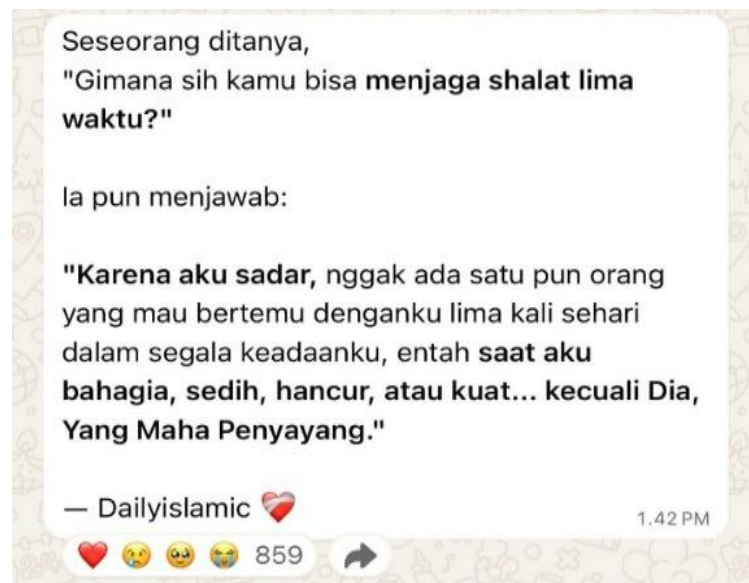 Seseorang ditanya,
"Gimana sih kamu bisa menjaga shalat lima
waktu?"
Ia pun menjawab:
"Karena aku sadar, nggak ada satu pun orang
yang mau bertemu denganku lima kali sehari
dalam segala keadaanku, entah saat aku
bahagia, sedih, hancur, atau kuat... kecuali Dia,
Yang Maha Penyayang."
— Dailyislamic ❤️‍🩹
1.42 PM
❤️ 😢 🥹 😭 859